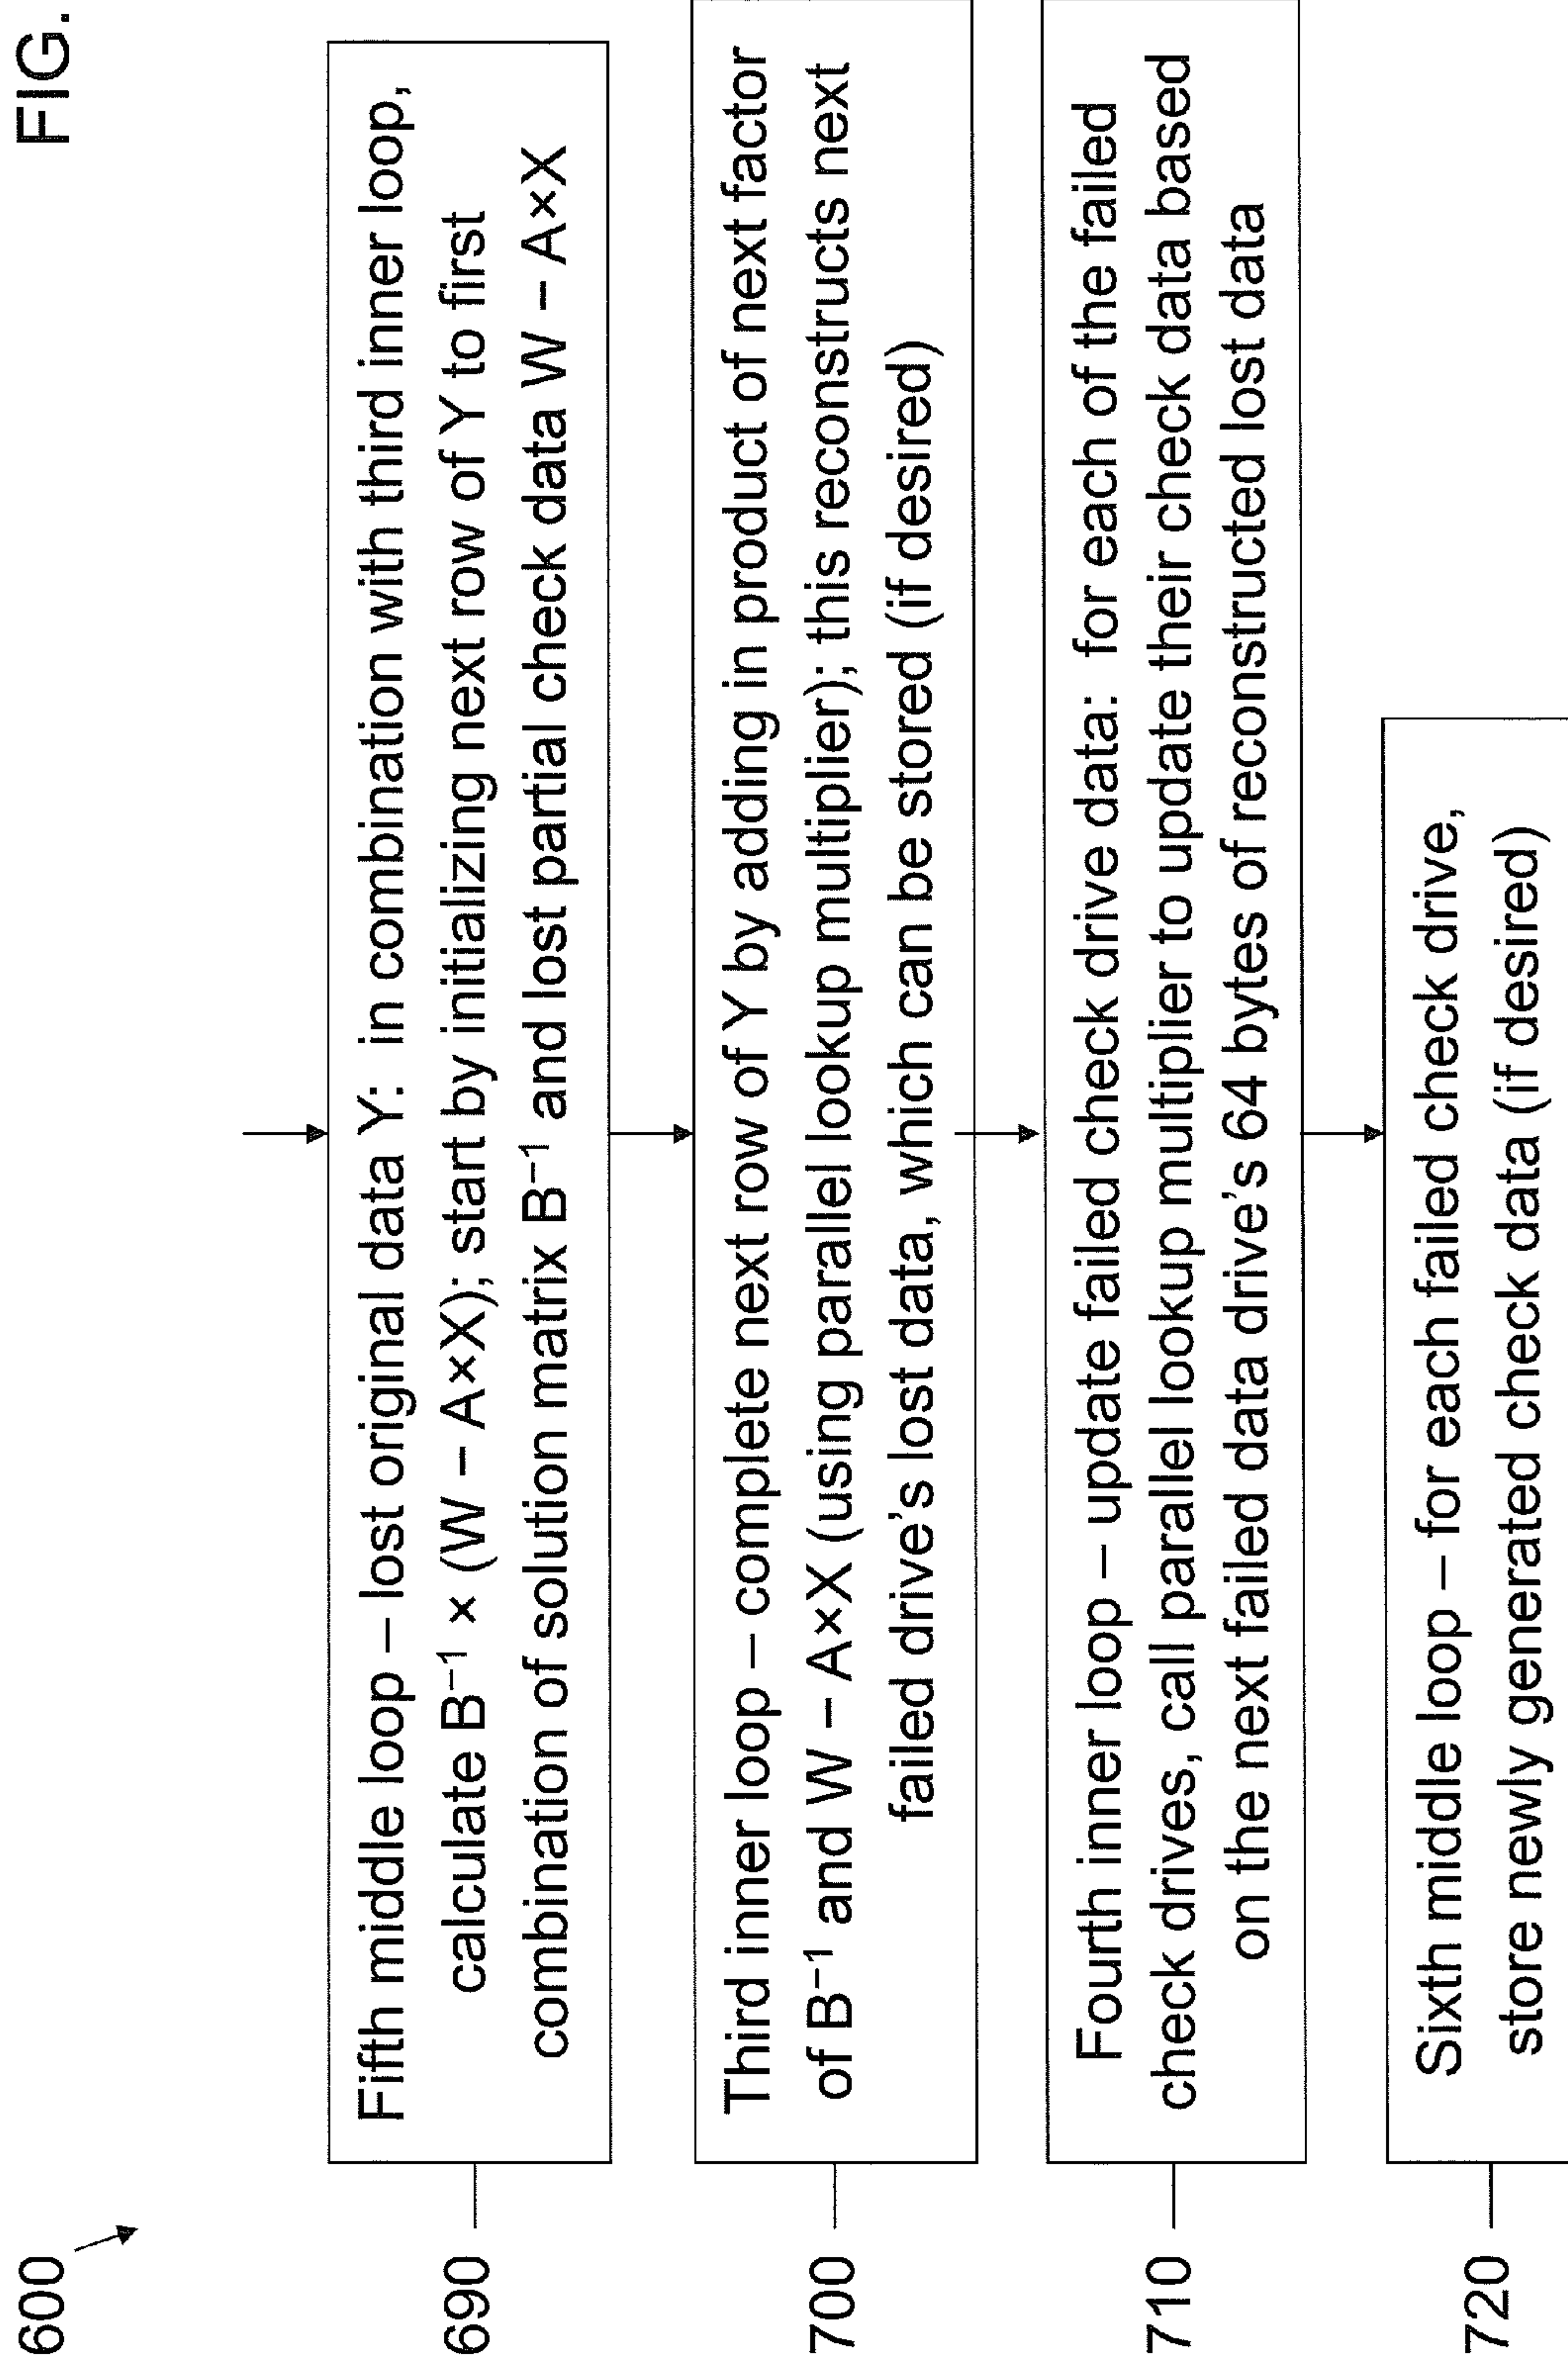 FIG.
600
690
Fifth middle loop – lost original data Y: in combination with third inner loop,
calculate B⁻¹ × (W – A×X); start by initializing next row of Y to first
combination of solution matrix B⁻¹ and lost partial check data W – A×X
700
Third inner loop – complete next row of Y by adding in product of next factor
of B⁻¹ and W – A×X (using parallel lookup multiplier); this reconstructs next
failed drive's lost data, which can be stored (if desired)
710
Fourth inner loop – update failed check drive data: for each of the failed
check drives, call parallel lookup multiplier to update their check data based
on the next failed data drive's 64 bytes of reconstructed lost data
720
Sixth middle loop – for each failed check drive,
store newly generated check data (if desired)